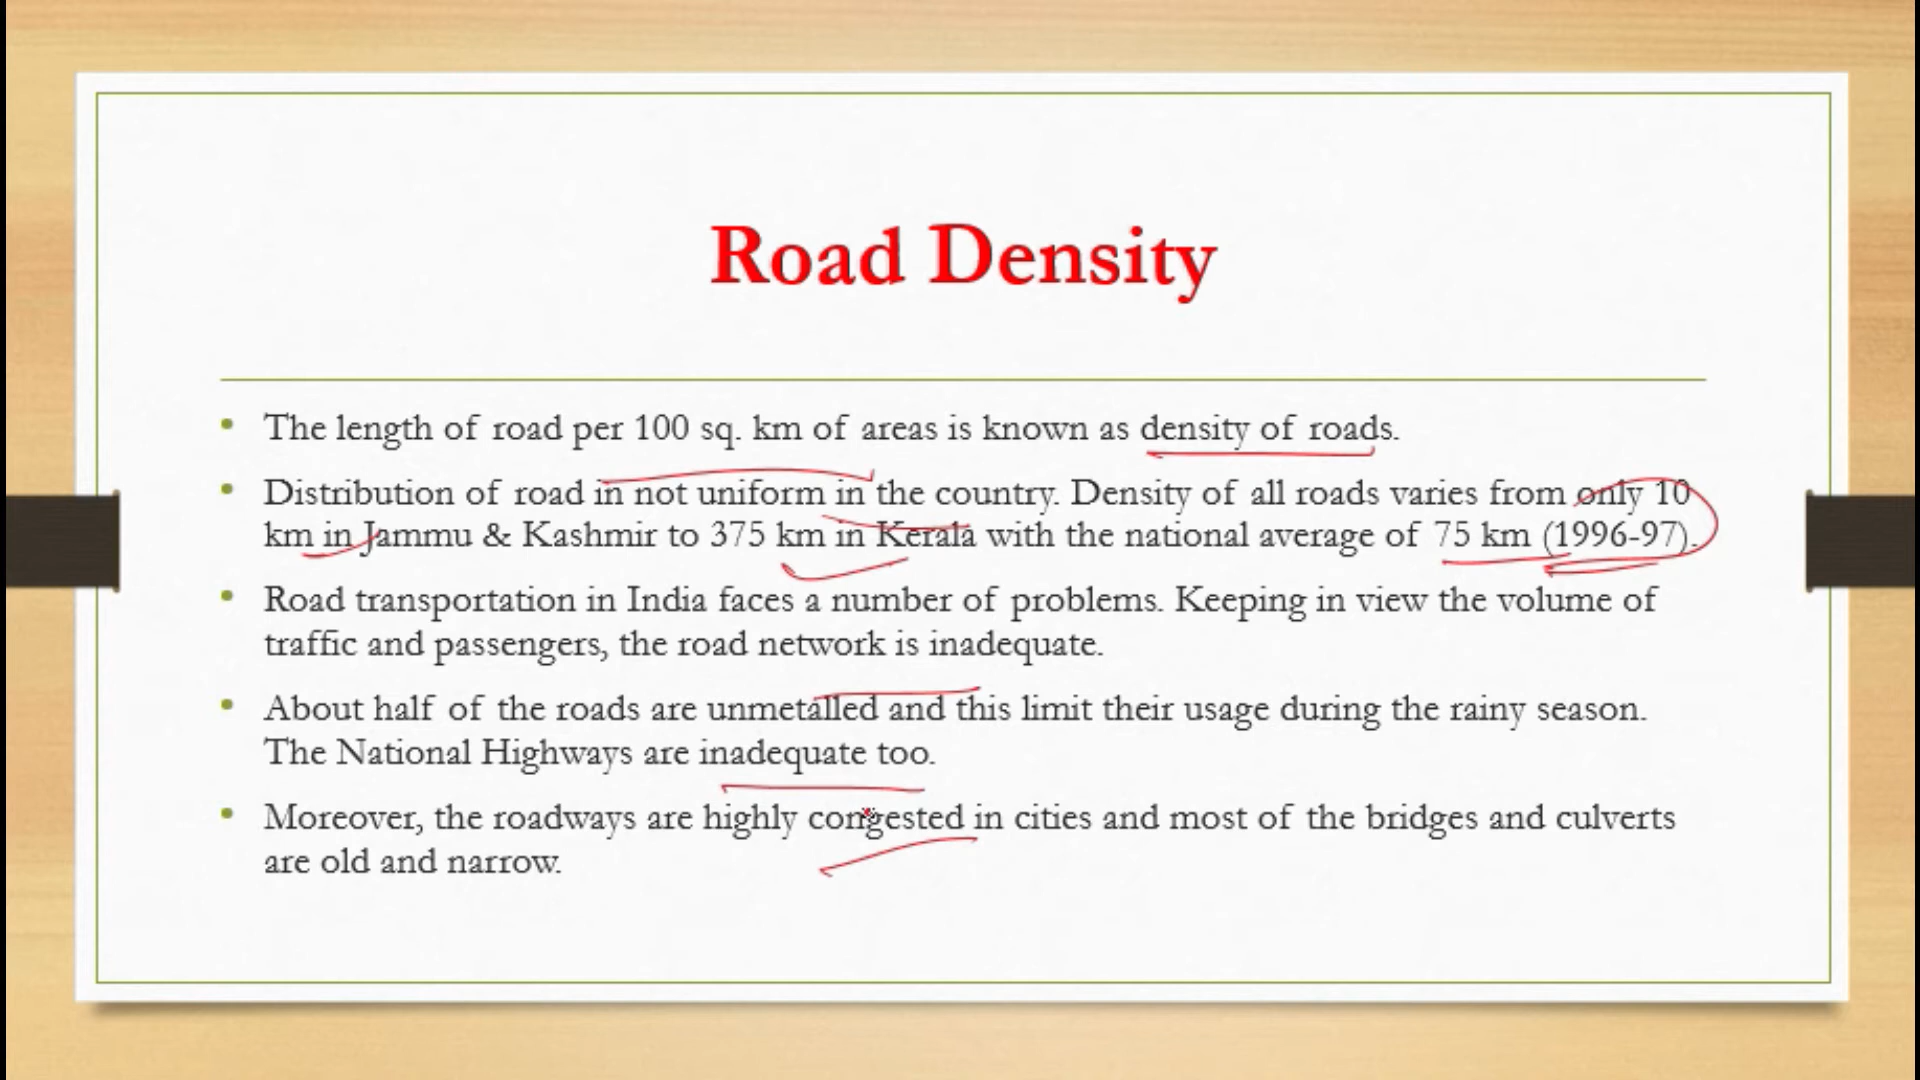 Road Density
• The length of road per 100 sq. km of areas is known as density of roads.
• Distribution of road in not uniform in the country. Density of all roads varies from only 10
km in Jammu & Kashmir to 375 km in Kerala with the national average of 75 km (1996-97).
• Road transportation in India faces a number of problems. Keeping in view the volume of
traffic and passengers, the road network is inadequate.
• About half of the roads are unmetalled and this limit their usage during the rainy season.
The National Highways are inadequate too.
• Moreover, the roadways are highly congested in cities and most of the bridges and culverts
are old and narrow.